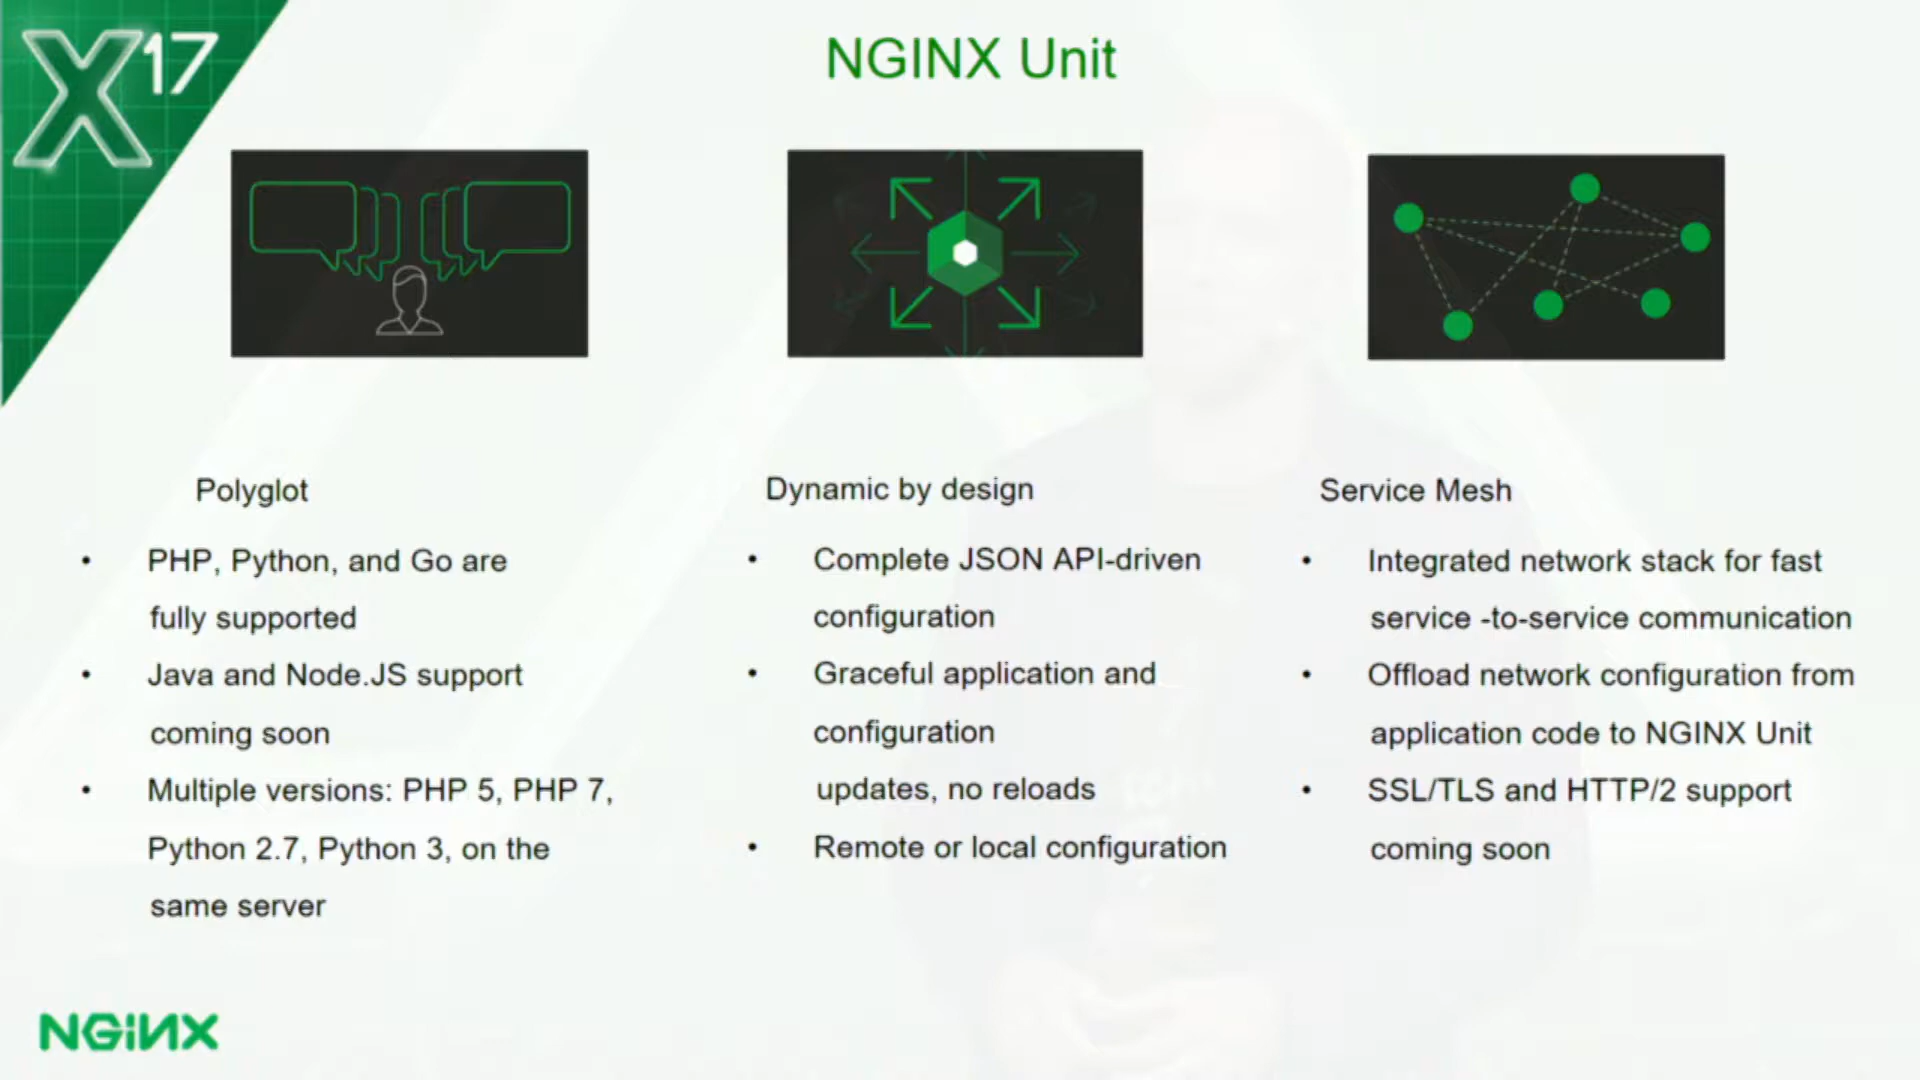 X17
NGINX Unit
Polyglot
• PHP, Python, and Go are
fully supported
• Java and Node.JS support
coming soon
• Multiple versions: PHP 5, PHP 7,
Python 2.7, Python 3, on the
same server
Dynamic by design
• Complete JSON API-driven
configuration
• Graceful application and
configuration
updates, no reloads
• Remote or local configuration
Service Mesh
• Integrated network stack for fast
service -to-service communication
• Offload network configuration from
application code to NGINX Unit
• SSL/TLS and HTTP/2 support
coming soon
NGINX